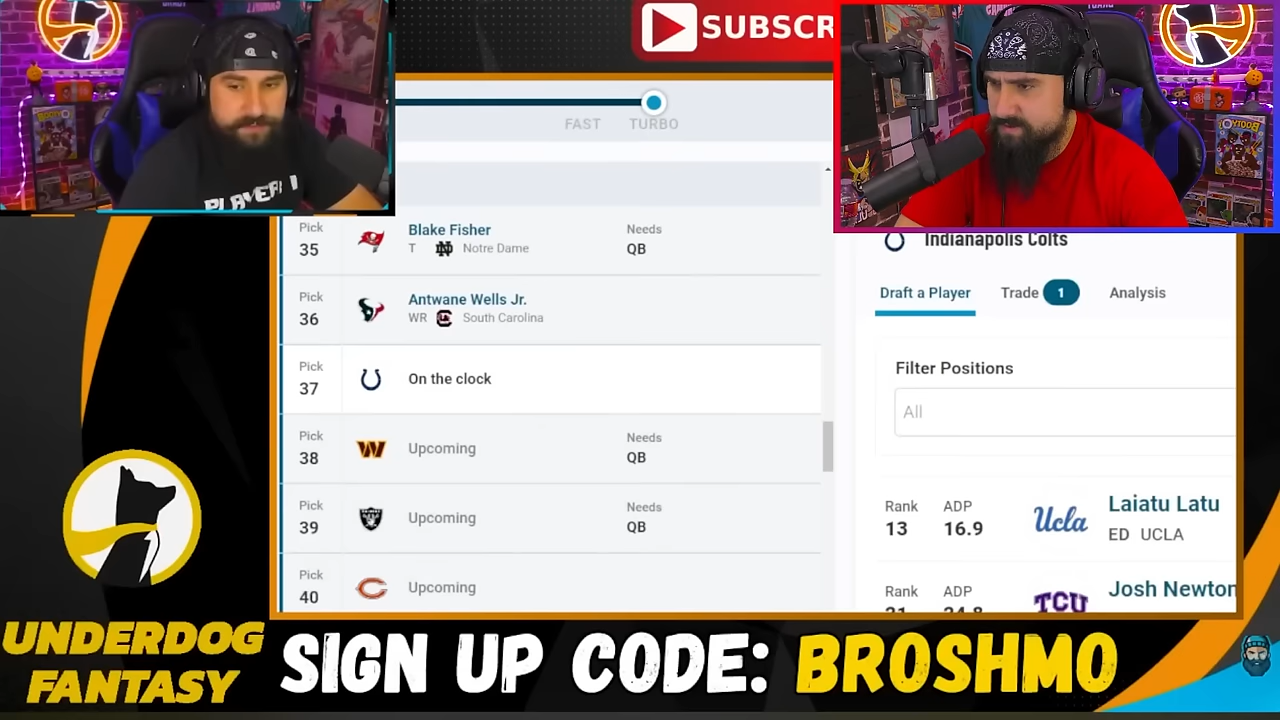 SUBSCR
FAST TURBO
PLAYER 1
Pick
35
Blake Fisher
T Notre Dame
Needs
QB
Pick
36
Antwane Wells Jr.
WR South Carolina
Pick
37
On the clock
Pick
38
Upcoming
Needs
QB
Pick
39
Upcoming
Needs
QB
Pick
40
Upcoming
Indianapolis Colts
Draft a Player Trade 1 Analysis
Filter Positions
All
Rank
13
ADP
16.9
Ucla
Laiatu Latu
ED UCLA
Rank
ADP
TCU
Josh Newton
UNDERDOG
FANTASY
SIGN UP CODE: BROSHMO